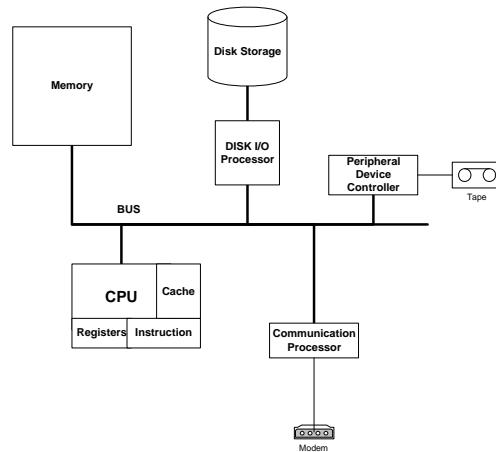 Disk Storage
Memory
DISK I/O
Processor
Peripheral
Device
Controller
Tape
BUS
CPU
Cache
Registers
Instruction
Communication
Processor
Modem